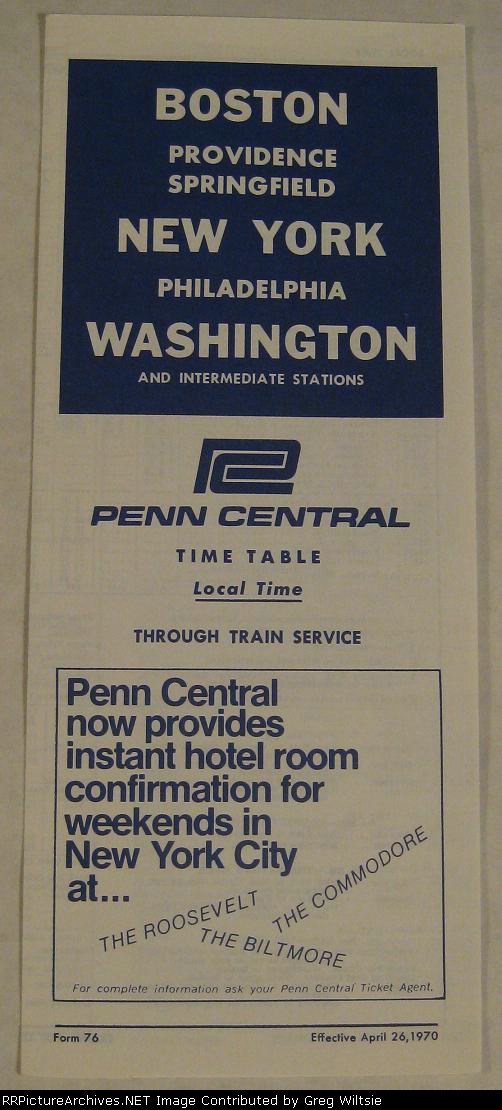 BOSTON
PROVIDENCE
SPRINGFIELD
NEW YORK
PHILADELPHIA
WASHINGTON
AND INTERMEDIATE STATIONS
PENN CENTRAL
TIME TABLE
Local Time
THROUGH TRAIN SERVICE
Penn Central
now provides
instant hotel room
confirmation for
weekends in
New York City
at...
THE ROOSEVELT
THE BILTMORE
THE COMMODORE
For complete information ask your Penn Central Ticket Agent.
Form 76 Effective April 26,1970
RRPictureArchives.NET Image Contributed by Greg Wiltsie